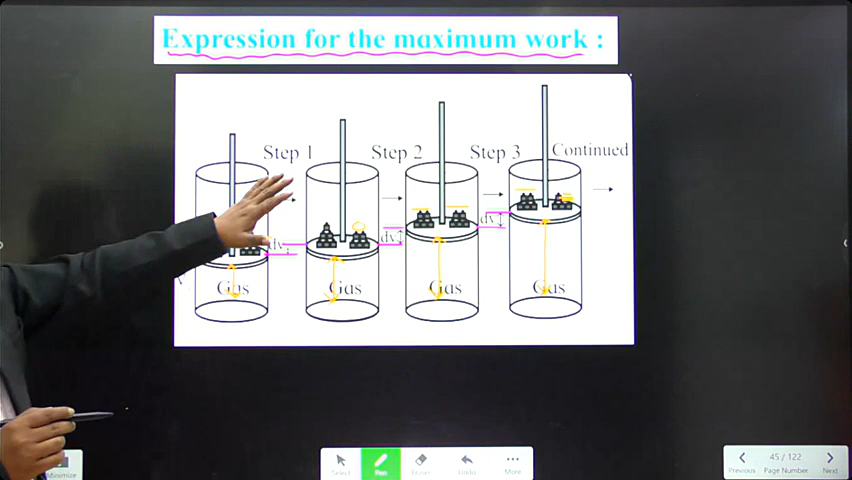 Expression for the maximum work :
Step 1 Step 2 Step 3 Continued
dv dv dv
Gas Gas Gas Gas
Select Pen Eraser Undo More
45 / 122
Previous Page Number Next
Minimize